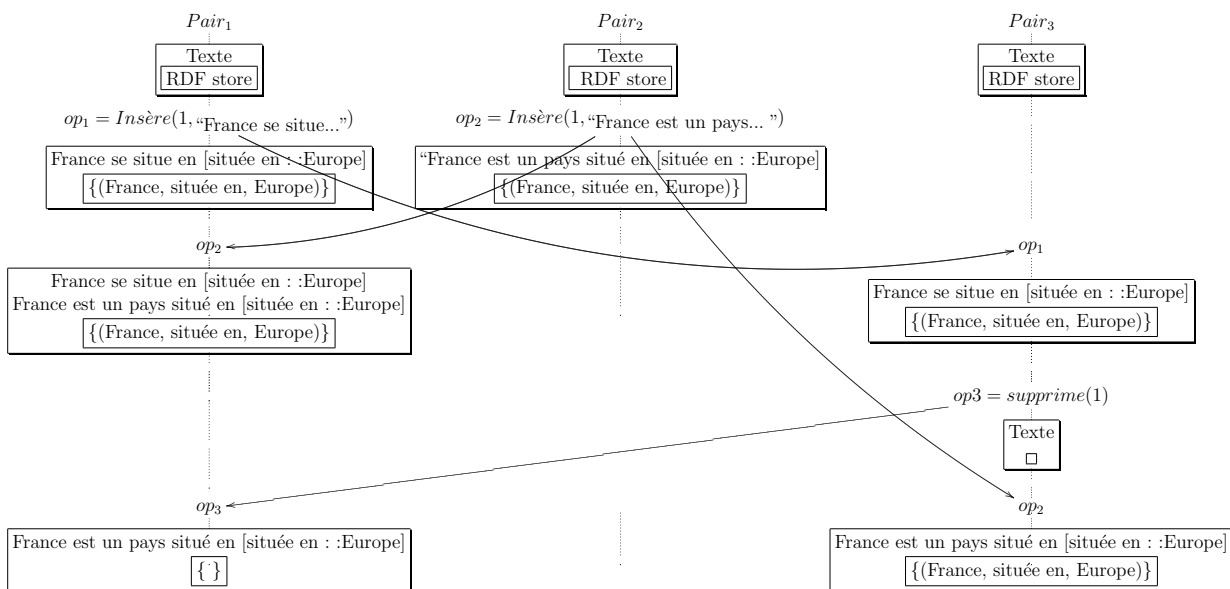 Pair₁ Pair₂ Pair₃
Texte Texte Texte
RDF store RDF store RDF store
op₁ = Insère(1, “France se situe...”) op₂ = Insère(1, “France est un pays... ”)
France se situe en [située en : :Europe] “France est un pays situé en [située en : :Europe]
{(France, située en, Europe)} {(France, située en, Europe)}
op₂ op₁
France se situe en [située en : :Europe]
France est un pays situé en [située en : :Europe]
{(France, située en, Europe)}
France se situe en [située en : :Europe]
{(France, située en, Europe)}
op3 = supprime(1)
Texte
op₃ op₂
France est un pays situé en [située en : :Europe] France est un pays situé en [située en : :Europe]
{} {(France, située en, Europe)}